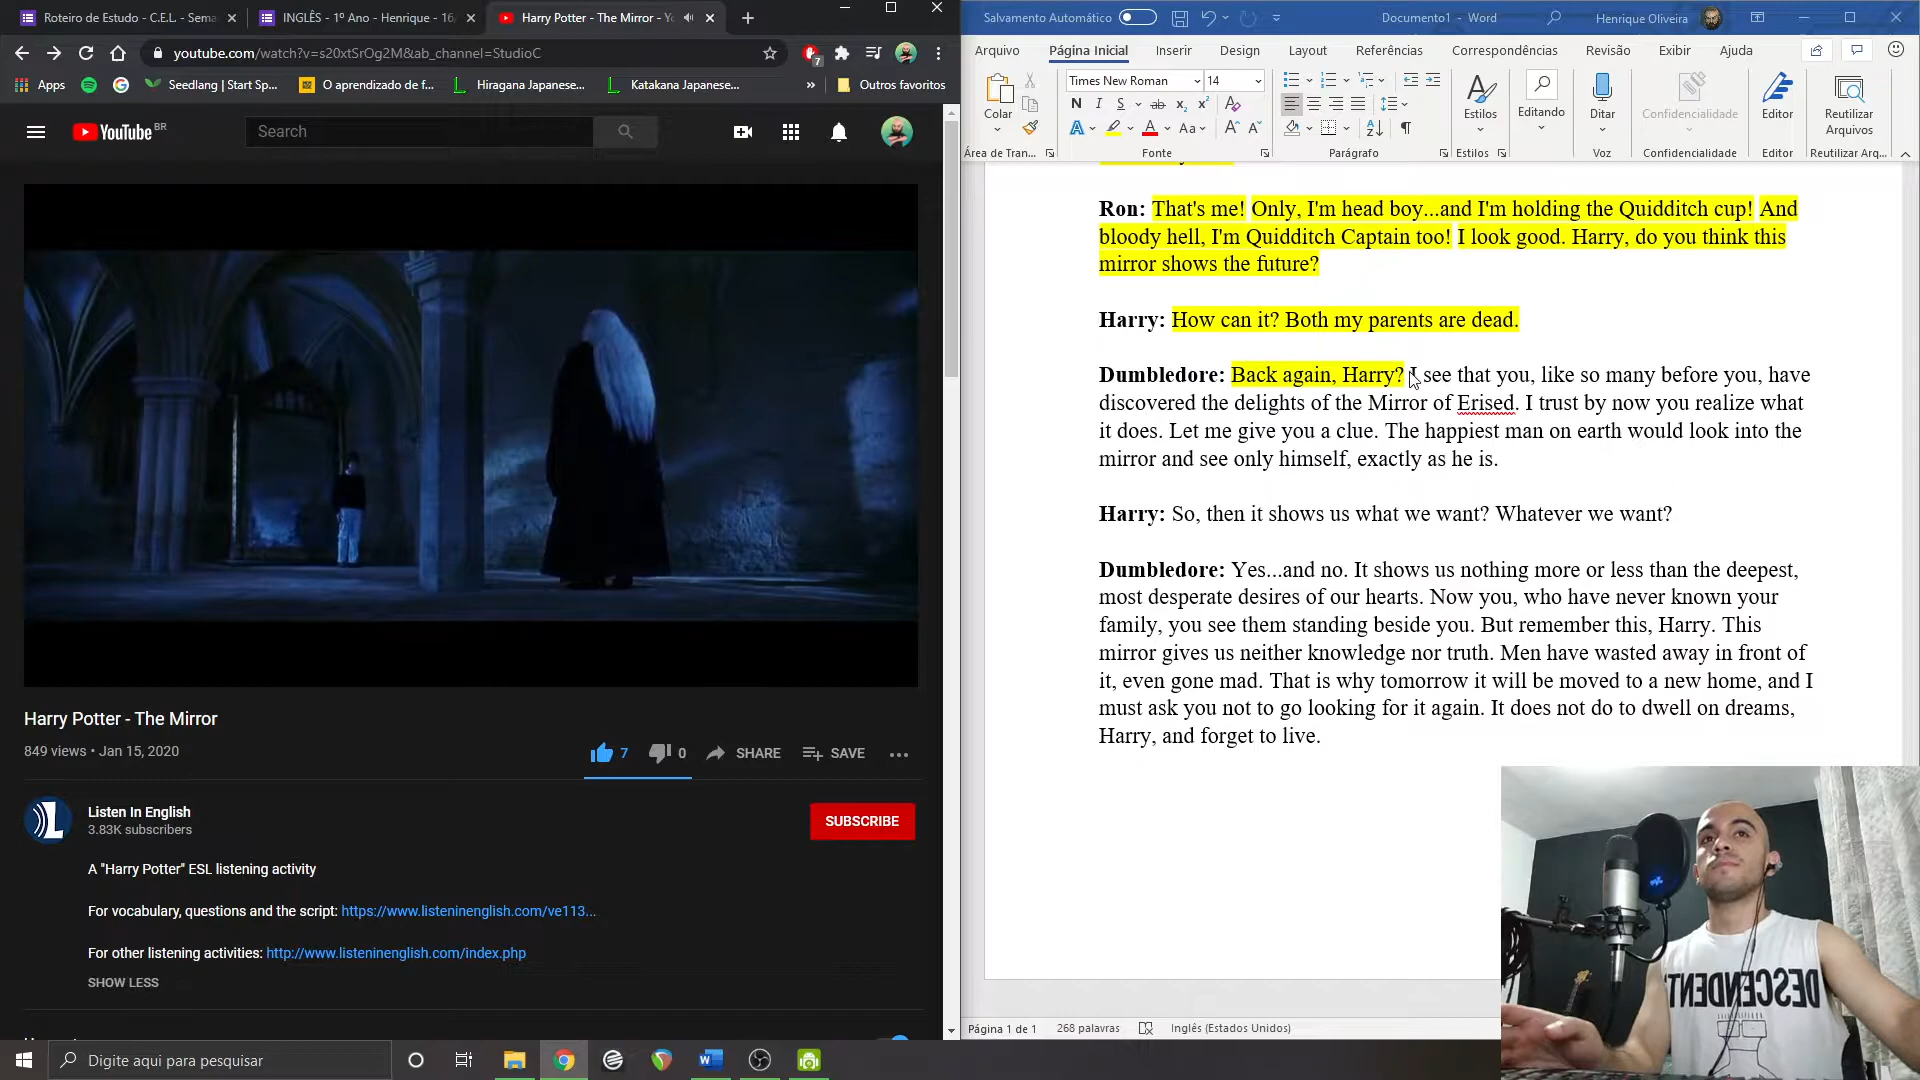 Roteiro de Estudo - C.E.L. - Sema
INGLÊS - 1º Ano - Henrique - 16/
Harry Potter - The Mirror - Yo
youtube.com/watch?v=s20xtSrOg2M&ab_channel=StudioC
7
Apps
Seedlang | Start Sp...
O aprendizado de f...
Hiragana Japanese...
Katakana Japanese...
»
Outros favoritos
YouTube BR
Search
Harry Potter - The Mirror
849 views • Jan 15, 2020
7
0
SHARE
SAVE
Listen In English
3.83K subscribers
SUBSCRIBE
A "Harry Potter" ESL listening activity
For vocabulary, questions and the script: https://www.listeninenglish.com/ve113...
For other listening activities: http://www.listeninenglish.com/index.php
SHOW LESS
Digite aqui para pesquisar
Salvamento Automático
Documento1 - Word
Henrique Oliveira
Arquivo
Página Inicial
Inserir
Design
Layout
Referências
Correspondências
Revisão
Exibir
Ajuda
Colar
Times New Roman
14
N I S ab x₂ x²
A A Aa A A
Estilos
Editando
Ditar
Confidencialidade
Editor
Reutilizar
Arquivos
Área de Tran...
Fonte
Parágrafo
Estilos
Voz
Confidencialidade
Editor
Reutilizar Arq...
Ron: That's me! Only, I'm head boy...and I'm holding the Quidditch cup! And
bloody hell, I'm Quidditch Captain too! I look good. Harry, do you think this
mirror shows the future?
Harry: How can it? Both my parents are dead.
Dumbledore: Back again, Harry? I see that you, like so many before you, have
discovered the delights of the Mirror of Erised. I trust by now you realize what
it does. Let me give you a clue. The happiest man on earth would look into the
mirror and see only himself, exactly as he is.
Harry: So, then it shows us what we want? Whatever we want?
Dumbledore: Yes...and no. It shows us nothing more or less than the deepest,
most desperate desires of our hearts. Now you, who have never known your
family, you see them standing beside you. But remember this, Harry. This
mirror gives us neither knowledge nor truth. Men have wasted away in front of
it, even gone mad. That is why tomorrow it will be moved to a new home, and I
must ask you not to go looking for it again. It does not do to dwell on dreams,
Harry, and forget to live.
Página 1 de 1
268 palavras
Inglês (Estados Unidos)
DESCENDENT